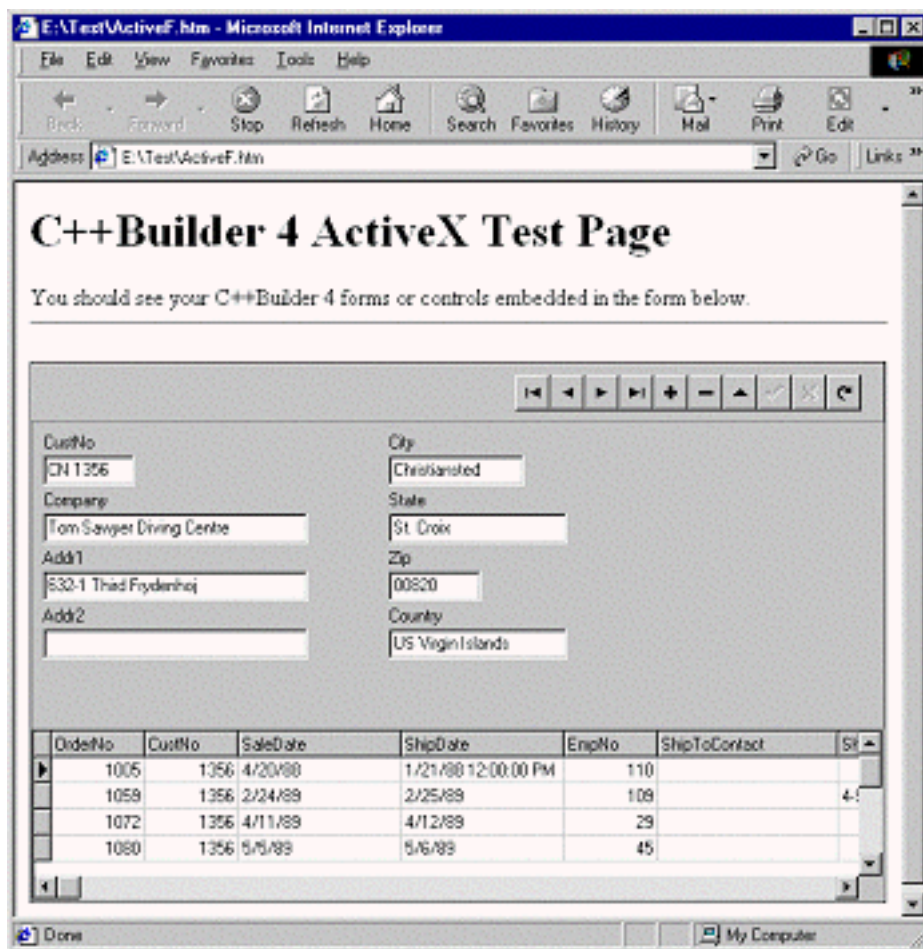 E:\Test\ActiveF.htm - Microsoft Internet Explorer
File Edit View Favorites Tools Help
Back Forward Stop Refresh Home Search Favorites History Mail Print Edit
Address E:\Test\ActiveF.htm Go Links
C++Builder 4 ActiveX Test Page
You should see your C++Builder 4 forms or controls embedded in the form below.
CustNo City
CN 1356 Christiansted
Company State
Tom Sawyer Diving Centre St. Croix
Addr1 Zip
632-1 Third Frydenhoj 00820
Addr2 Country
US Virgin Islands
OrderNo CustNo SaleDate ShipDate EmpNo ShipToContact
1005 1356 4/20/88 1/21/88 12:00:00 PM 110
1059 1356 2/24/89 2/25/89 109
1072 1356 4/11/89 4/12/89 29
1080 1356 5/5/89 5/6/89 45
Done My Computer